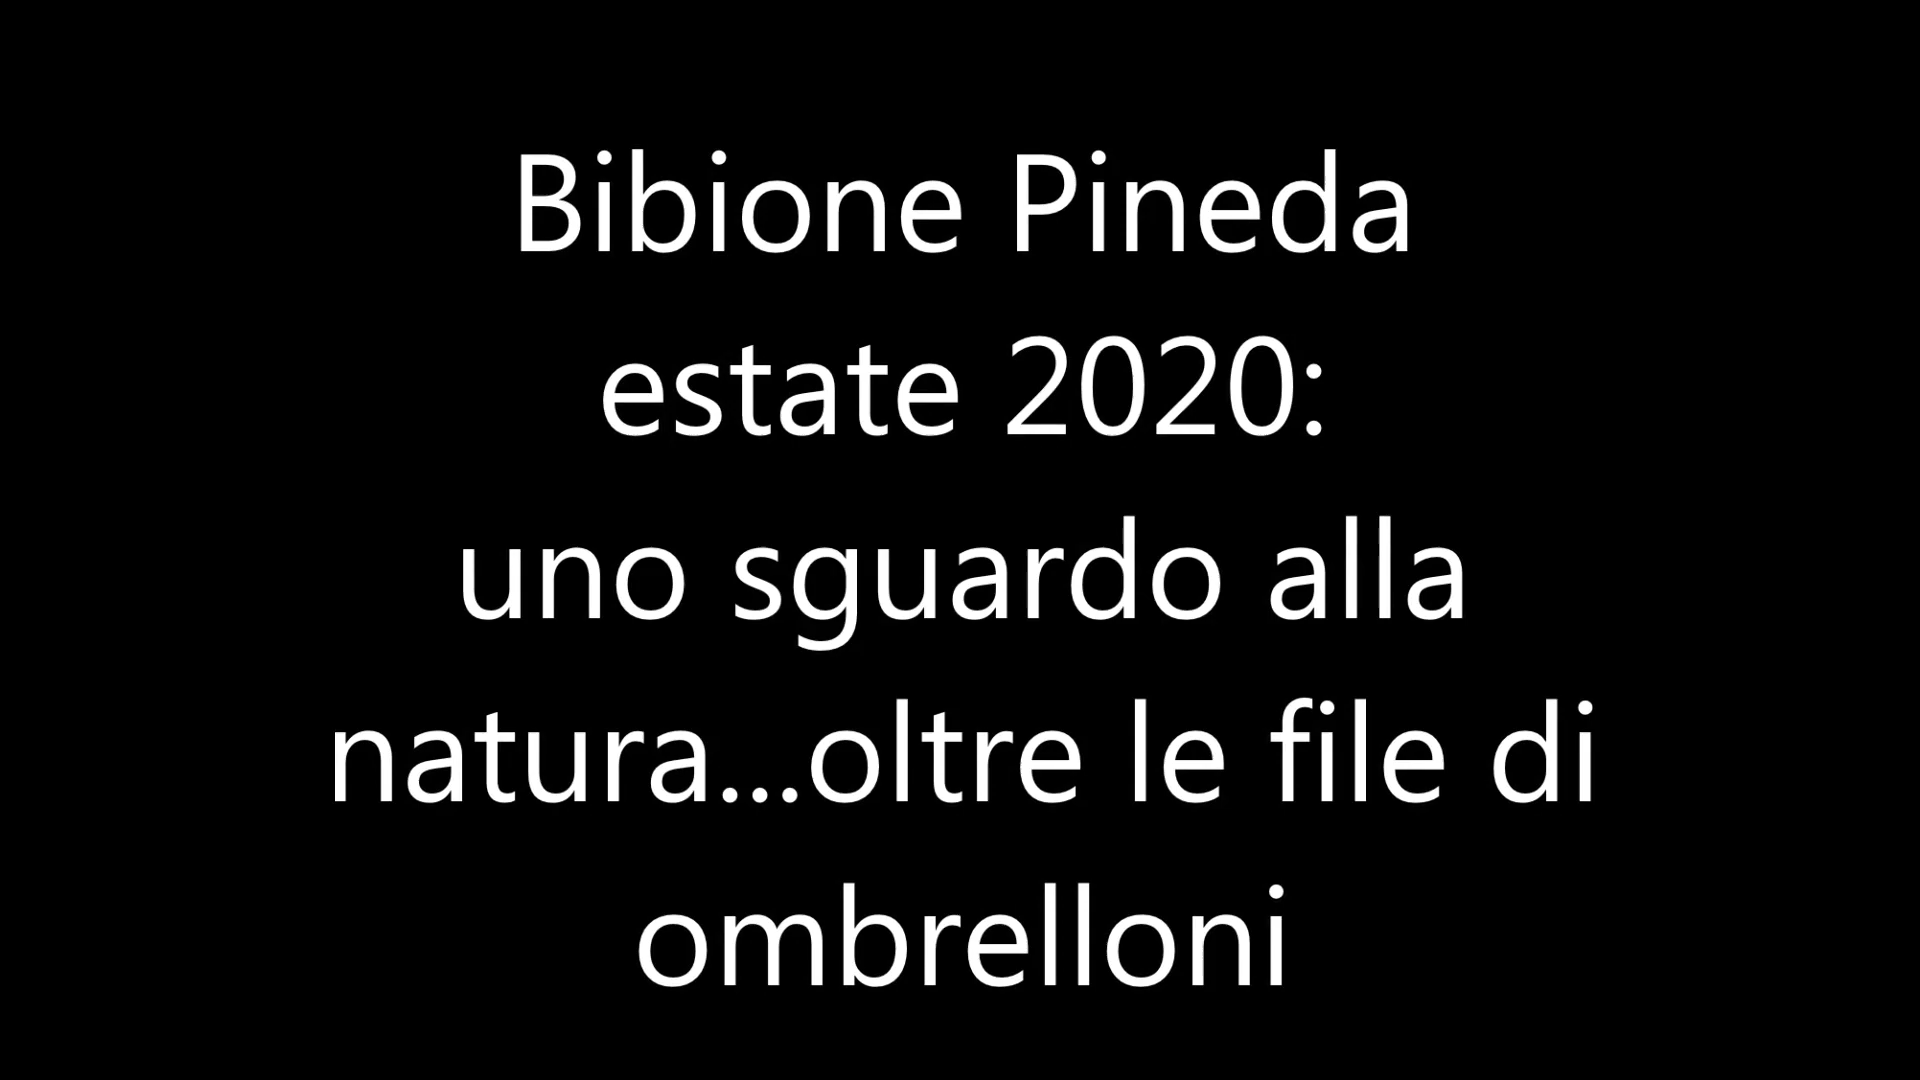 Bibione Pineda
estate 2020:
uno sguardo alla
natura...oltre le file di
ombrelloni